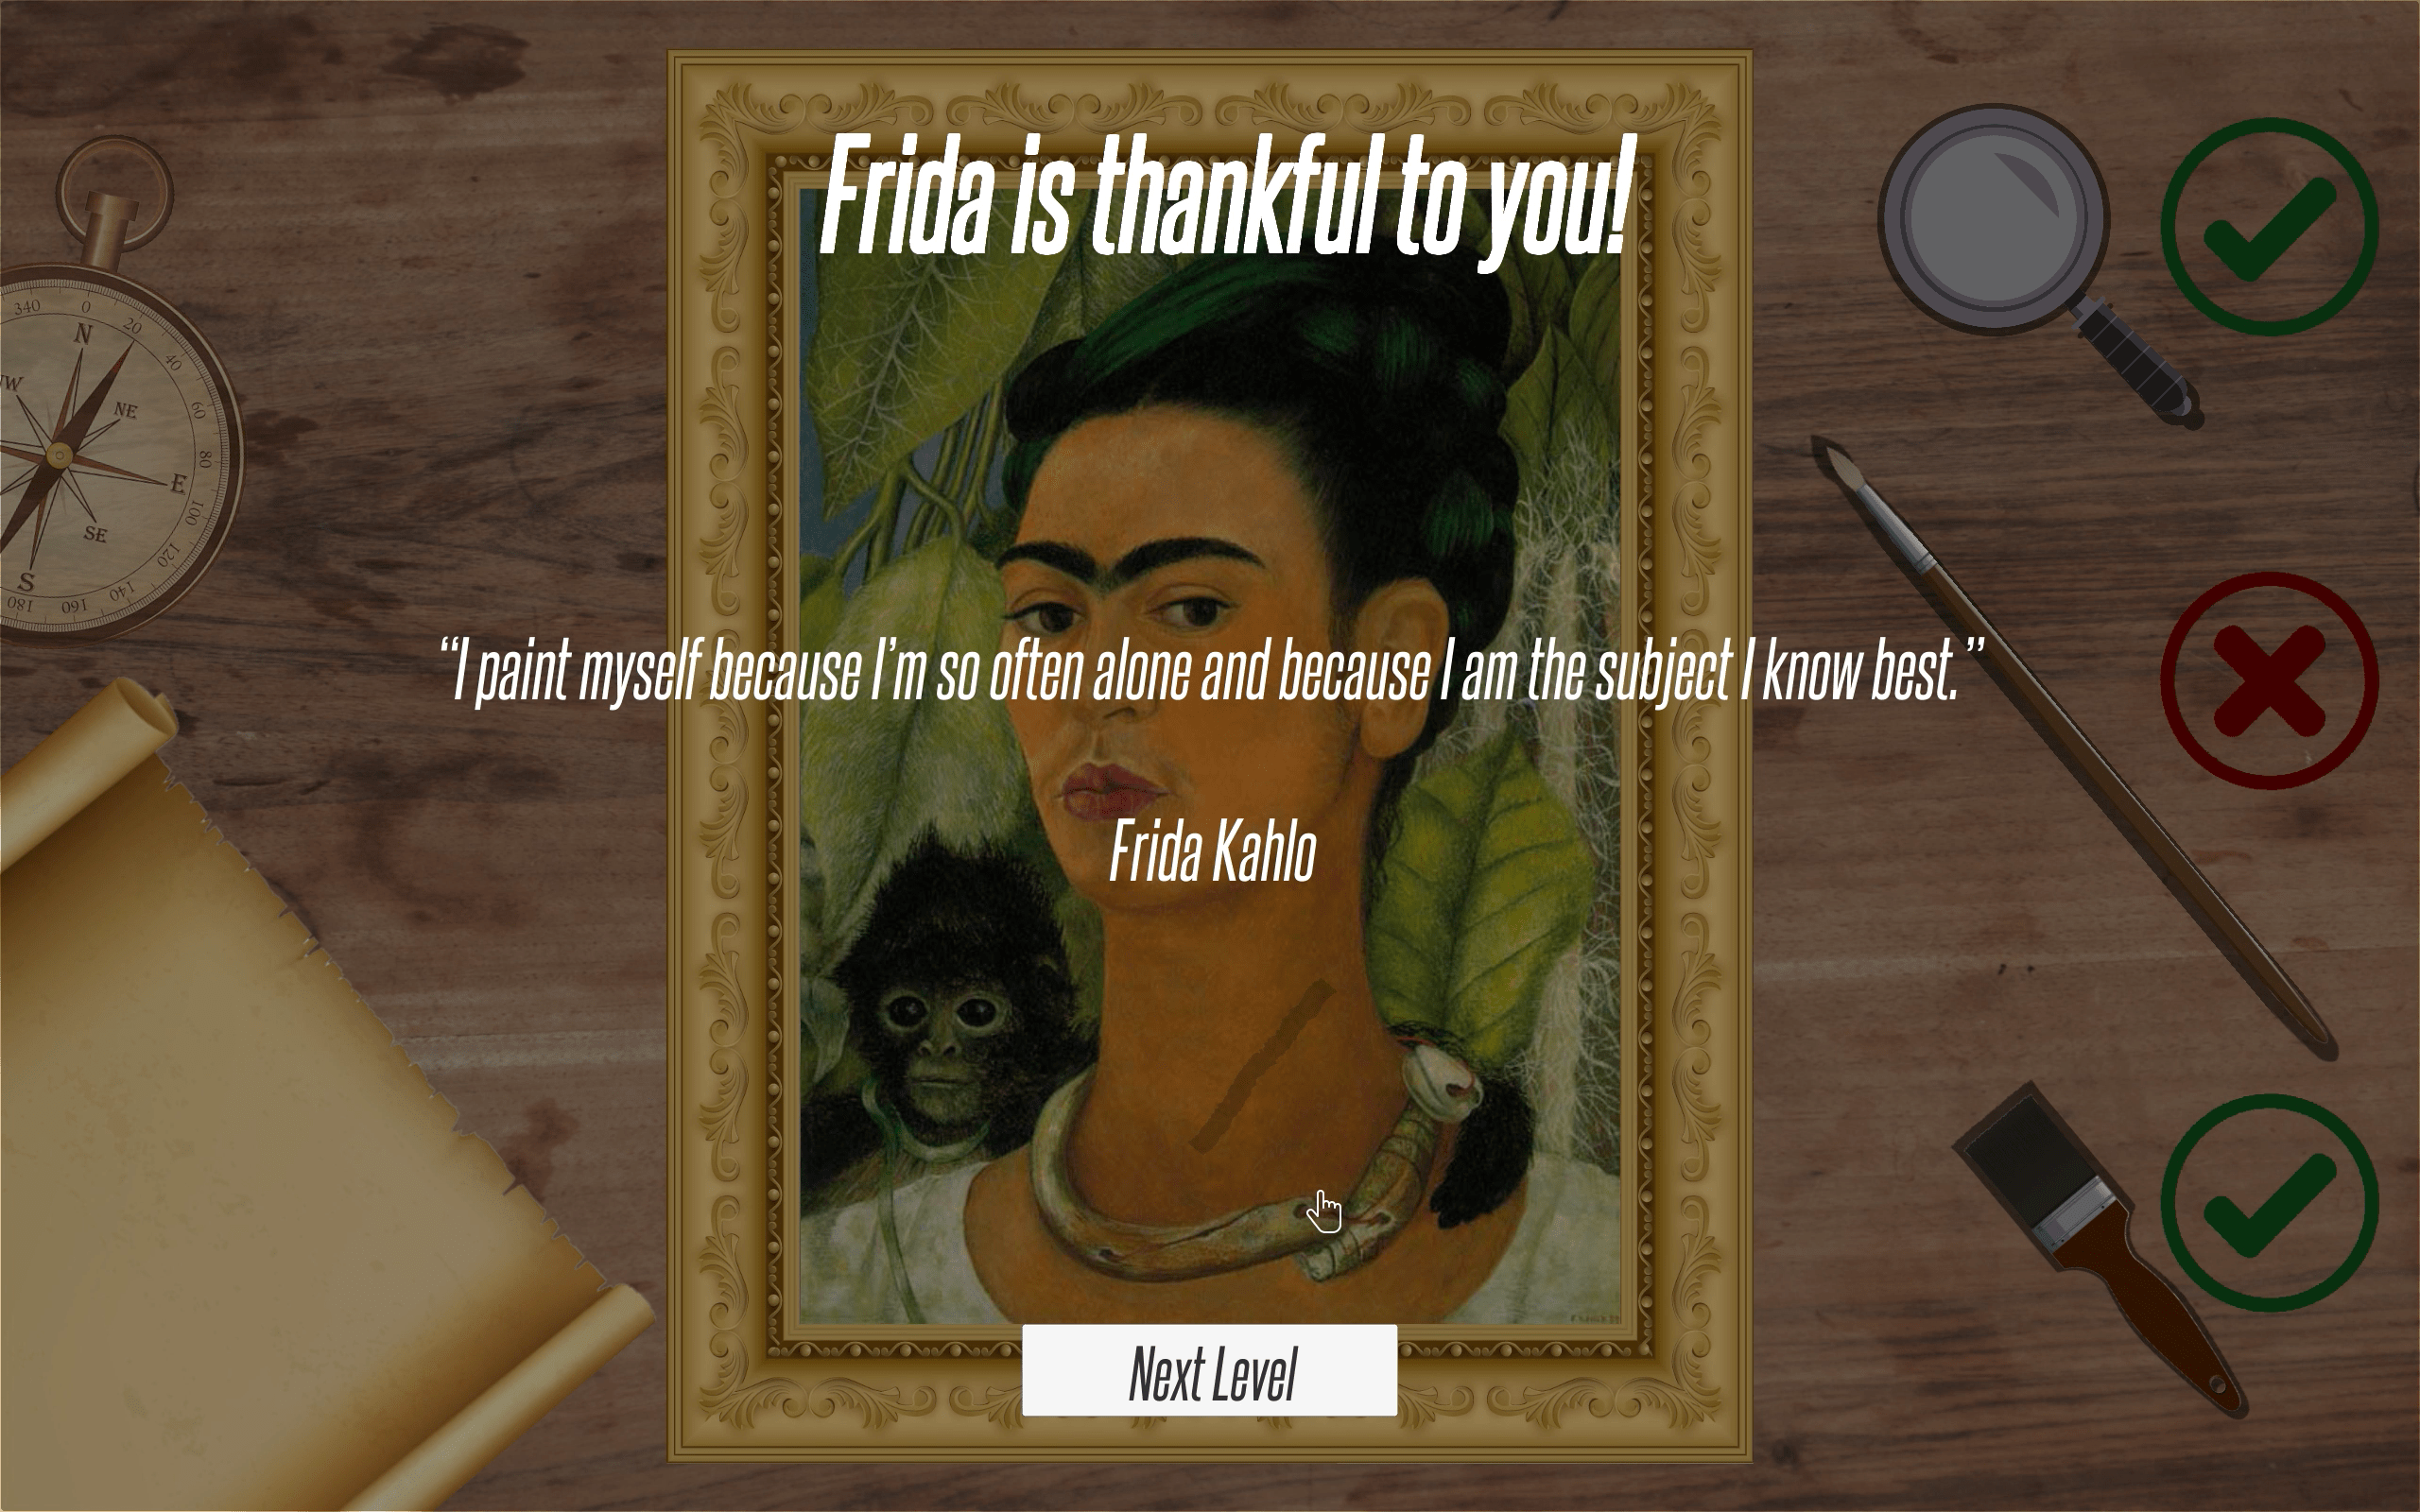 Frida is thankful to you!
340 0 20
N
40
NW
NE
60
80
E
100
SE
120
S
140
180 160
“I paint myself because I’m so often alone and because I am the subject I know best.”
Frida Kahlo
Next Level